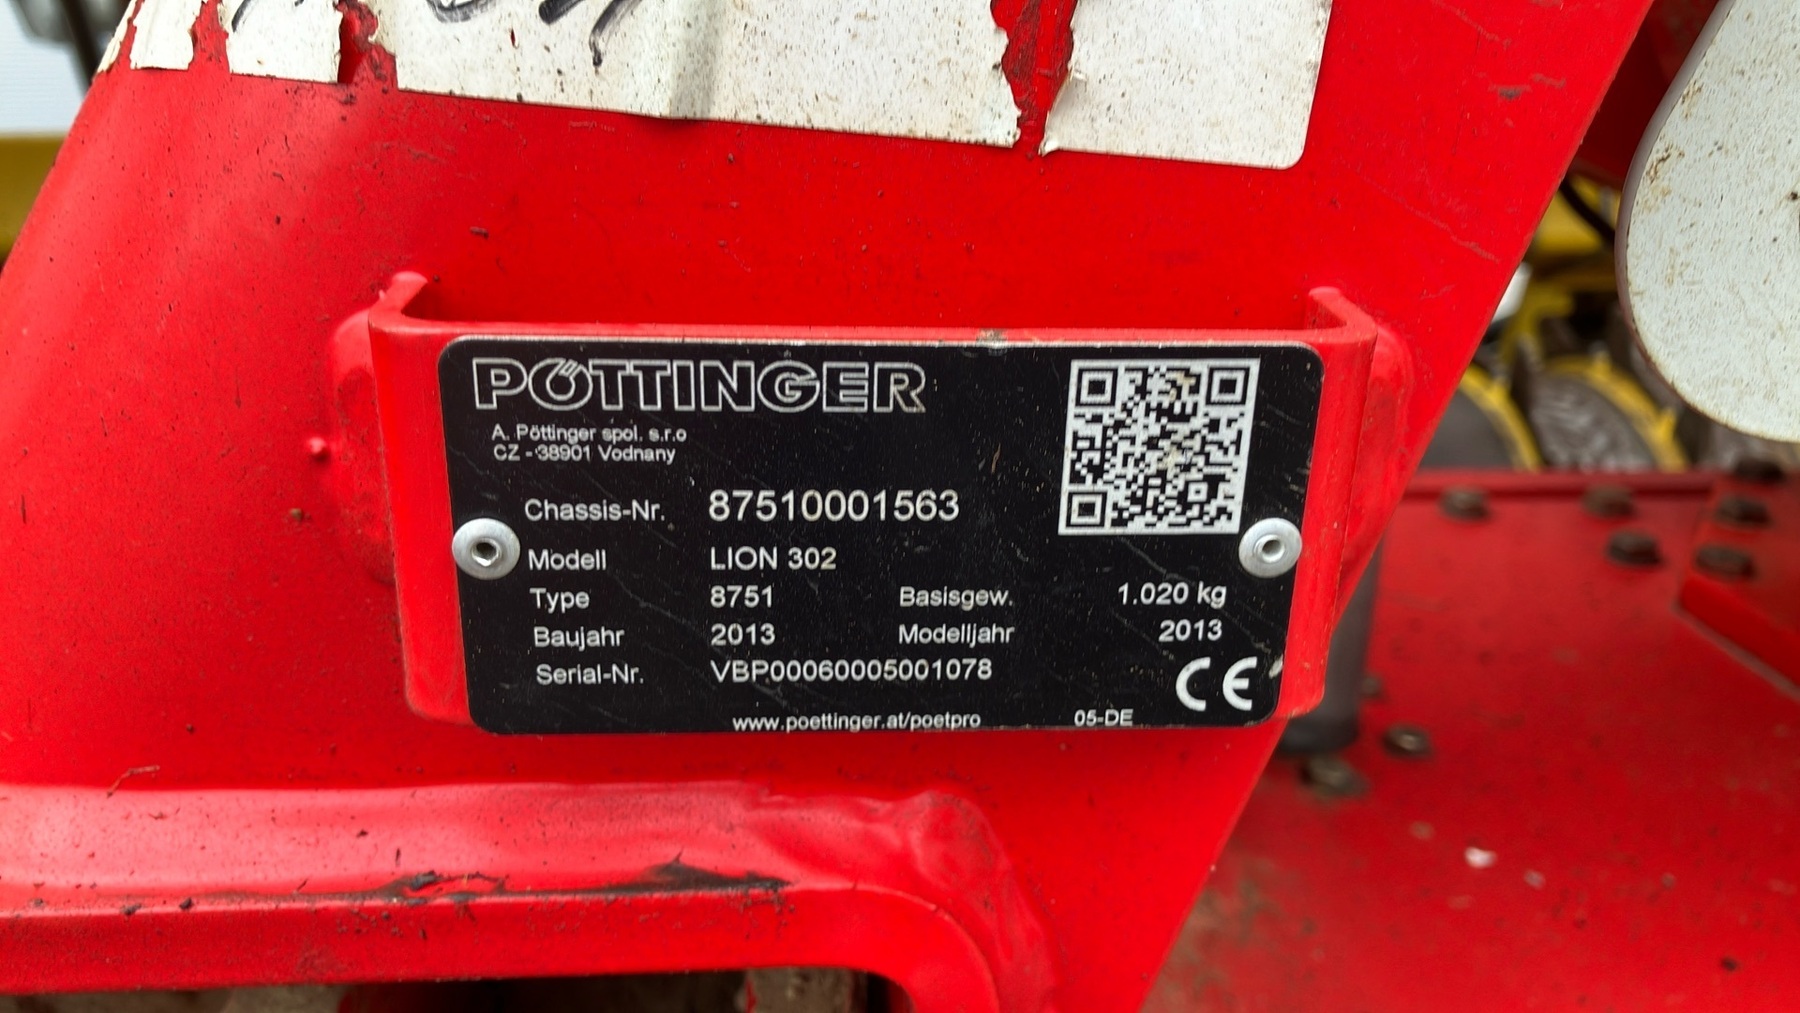 PÖTTINGER
A. Pöttinger spol. s.r.o
CZ - 38901 Vodnany
Chassis-Nr. 87510001563
Modell LION 302
Type 8751 Basisgew. 1.020 kg
Baujahr 2013 Modelljahr 2013
Serial-Nr. VBP00060005001078
CE
www.poettinger.at/poetpro 05-DE